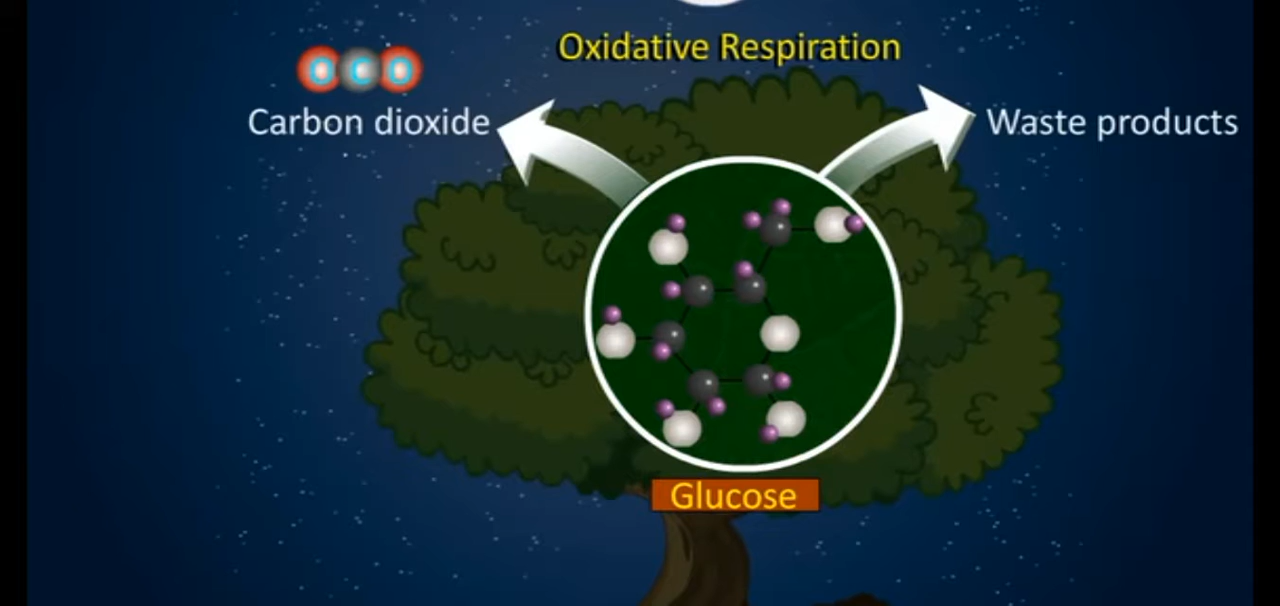 Oxidative Respiration
O C O
Carbon dioxide
Waste products
Glucose